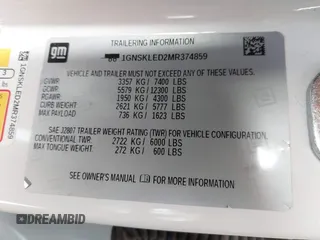 gm
TRAILERING INFORMATION
1GNSKLED2MR374859
VEHICLE AND TRAILER MUST NOT EXCEED ANY OF THESE WEIGHTS:
GVWR 3357 KG / 7400 LBS
GCWR 5579 KG / 12300 LBS
RGAWR 1950 KG / 4300 LBS
CURB WEIGHT 2621 KG / 5777 LBS
MAX PAYLOAD 736 KG / 1623 LBS
SAE J2807 TRAILER WEIGHT RATING (TWR) FOR VEHICLE
CONVENTIONAL TWR 2722 KG / 6000 LBS
MAX TONGUE WEIGHT 272 KG / 600 LBS
SEE OWNER'S MANUAL FOR MORE INFORMATION
1GNSKLED2MR374859
DREAMBID